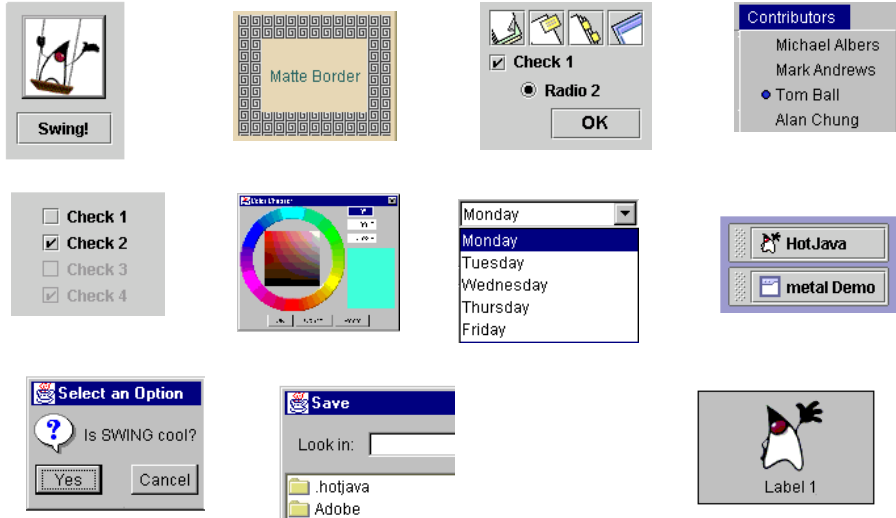 Swing!
Matte Border
Check 1
Radio 2
OK
Contributors
Michael Albers
Mark Andrews
Tom Ball
Alan Chung
Check 1
Check 2
Check 3
Check 4
Monday
Monday
Tuesday
Wednesday
Thursday
Friday
HotJava
metal Demo
Select an Option
Is SWING cool?
Yes
Cancel
Save
Look in:
.hotjava
Adobe
Label 1